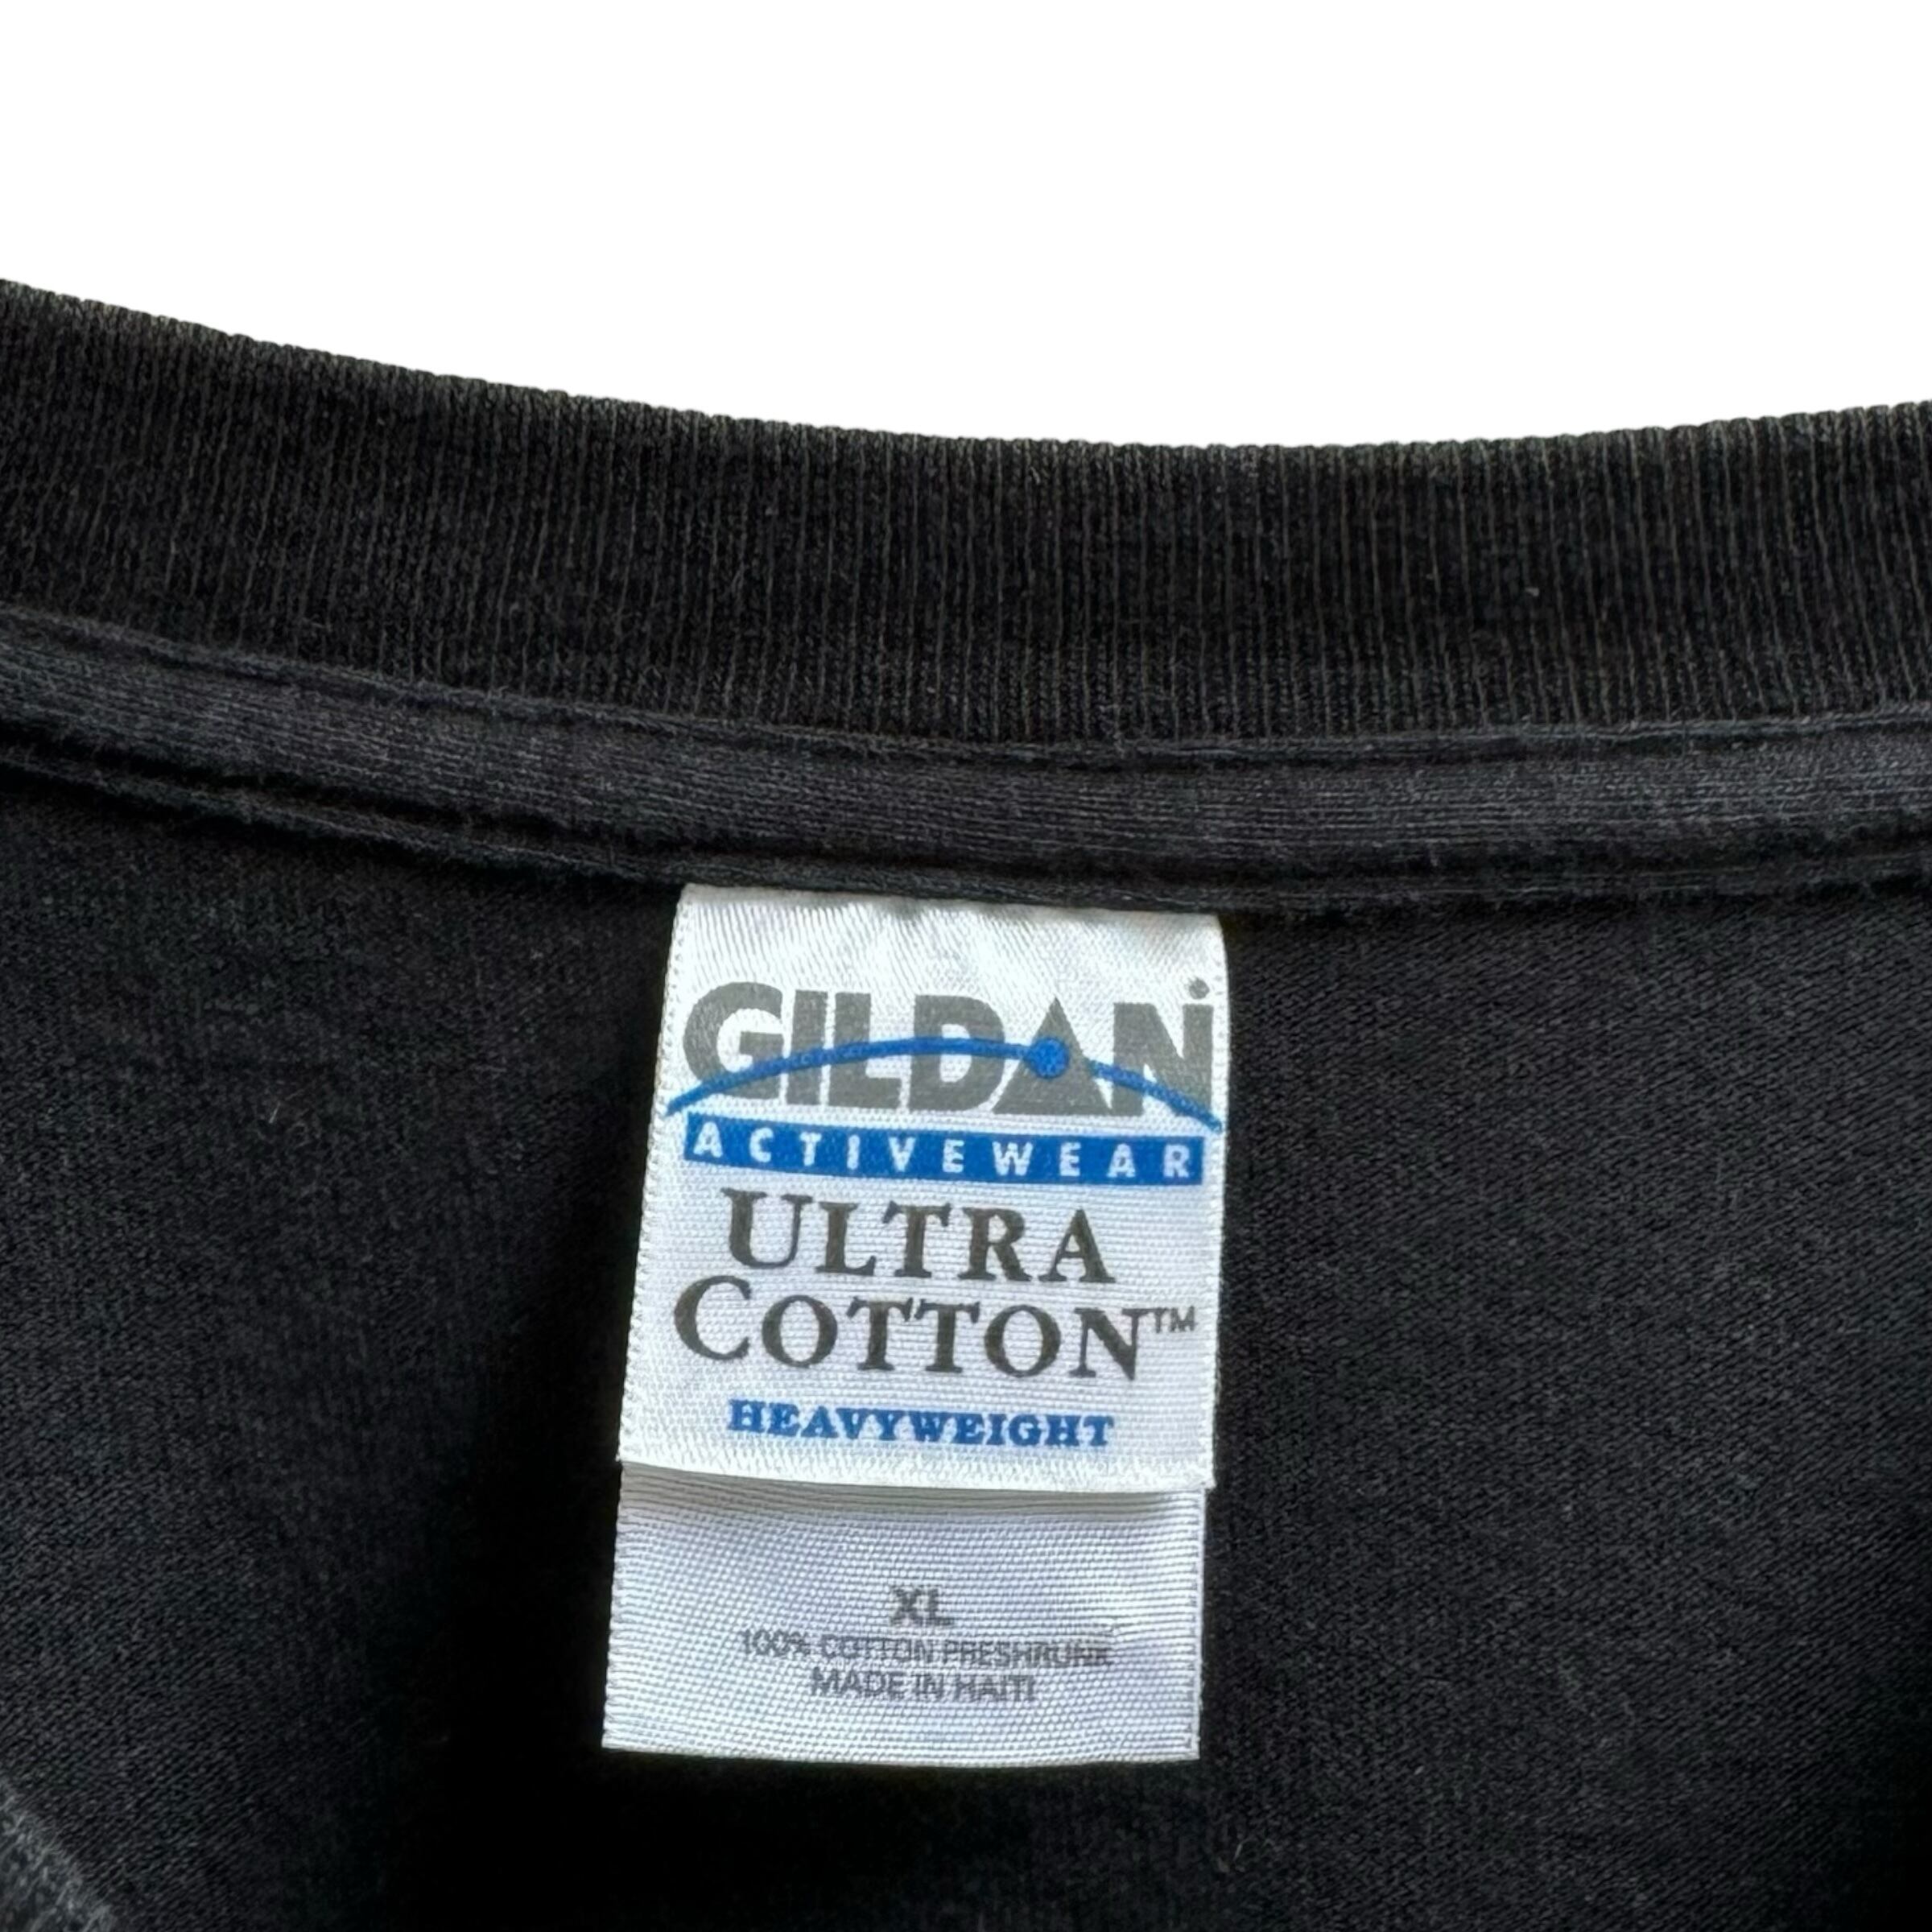 GILDAN
ACTIVEWEAR
ULTRA
COTTON™
HEAVYWEIGHT
XL
100% COTTON PRESHRUNK
MADE IN HAITI